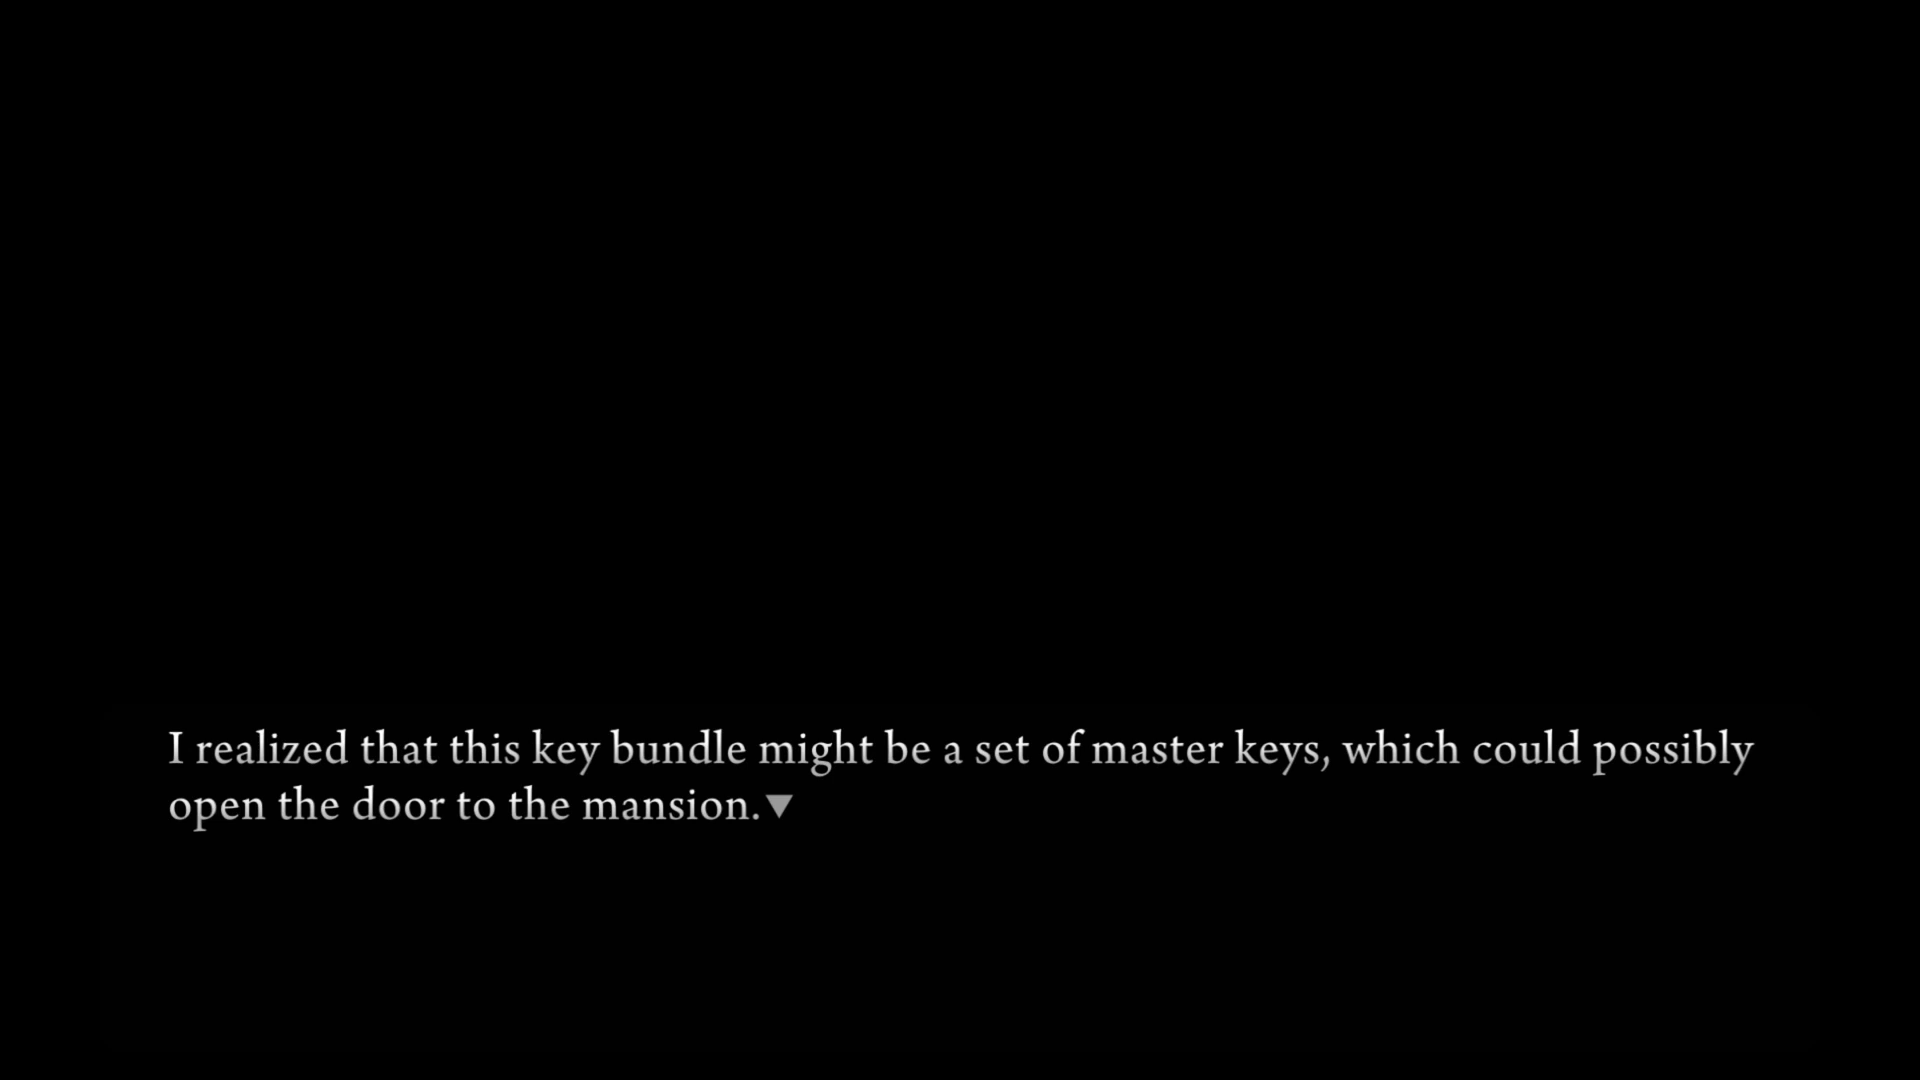 I realized that this key bundle might be a set of master keys, which could possibly
open the door to the mansion.